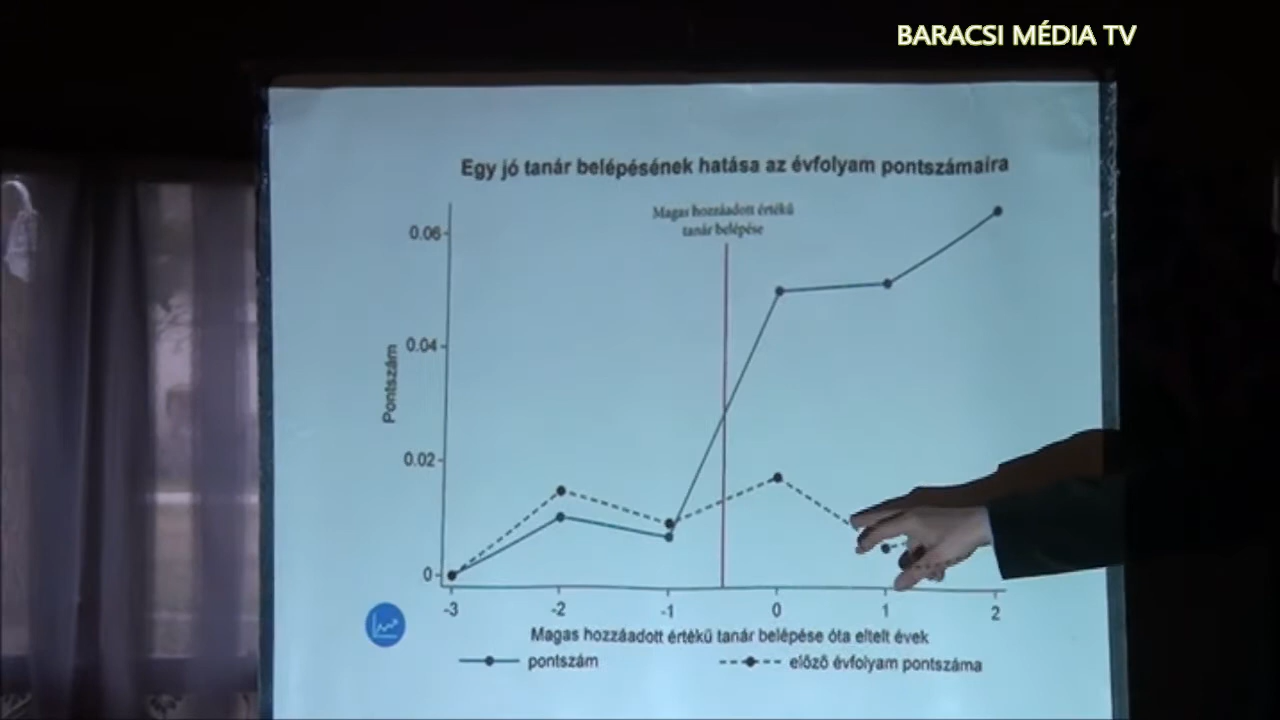 BARACSI MÉDIA TV
Egy jó tanár belépésének hatása az évfolyam pontszámaira
Magas hozzáadott értékű
tanár belépése
0.06
0.04
0.02
0
Pontszám
-3 -2 -1 0 1 2
Magas hozzáadott értékű tanár belépése óta eltelt évek
pontszám előző évfolyam pontszáma